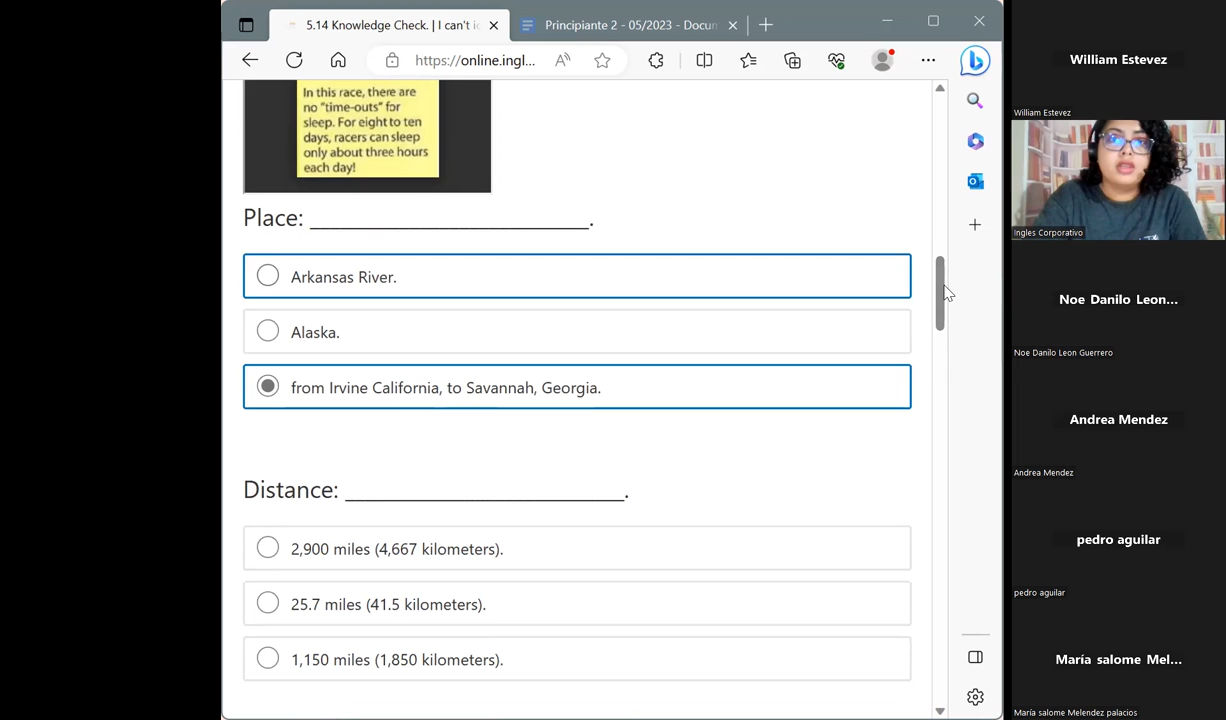 5.14 Knowledge Check. | I can't i
Principiante 2 - 05/2023 - Docum
https://online.ingl...
In this race, there are
no "time-outs" for
sleep. For eight to ten
days, racers can sleep
only about three hours
each day!
Place: ______________________________.
Arkansas River.
Alaska.
from Irvine California, to Savannah, Georgia.
Distance: ______________________________.
2,900 miles (4,667 kilometers).
25.7 miles (41.5 kilometers).
1,150 miles (1,850 kilometers).
William Estevez
William Estevez
Ingles Corporativo
Noe Danilo Leon...
Noe Danilo Leon Guerrero
Andrea Mendez
Andrea Mendez
pedro aguilar
pedro aguilar
María salome Mel...
María salome Melendez palacios